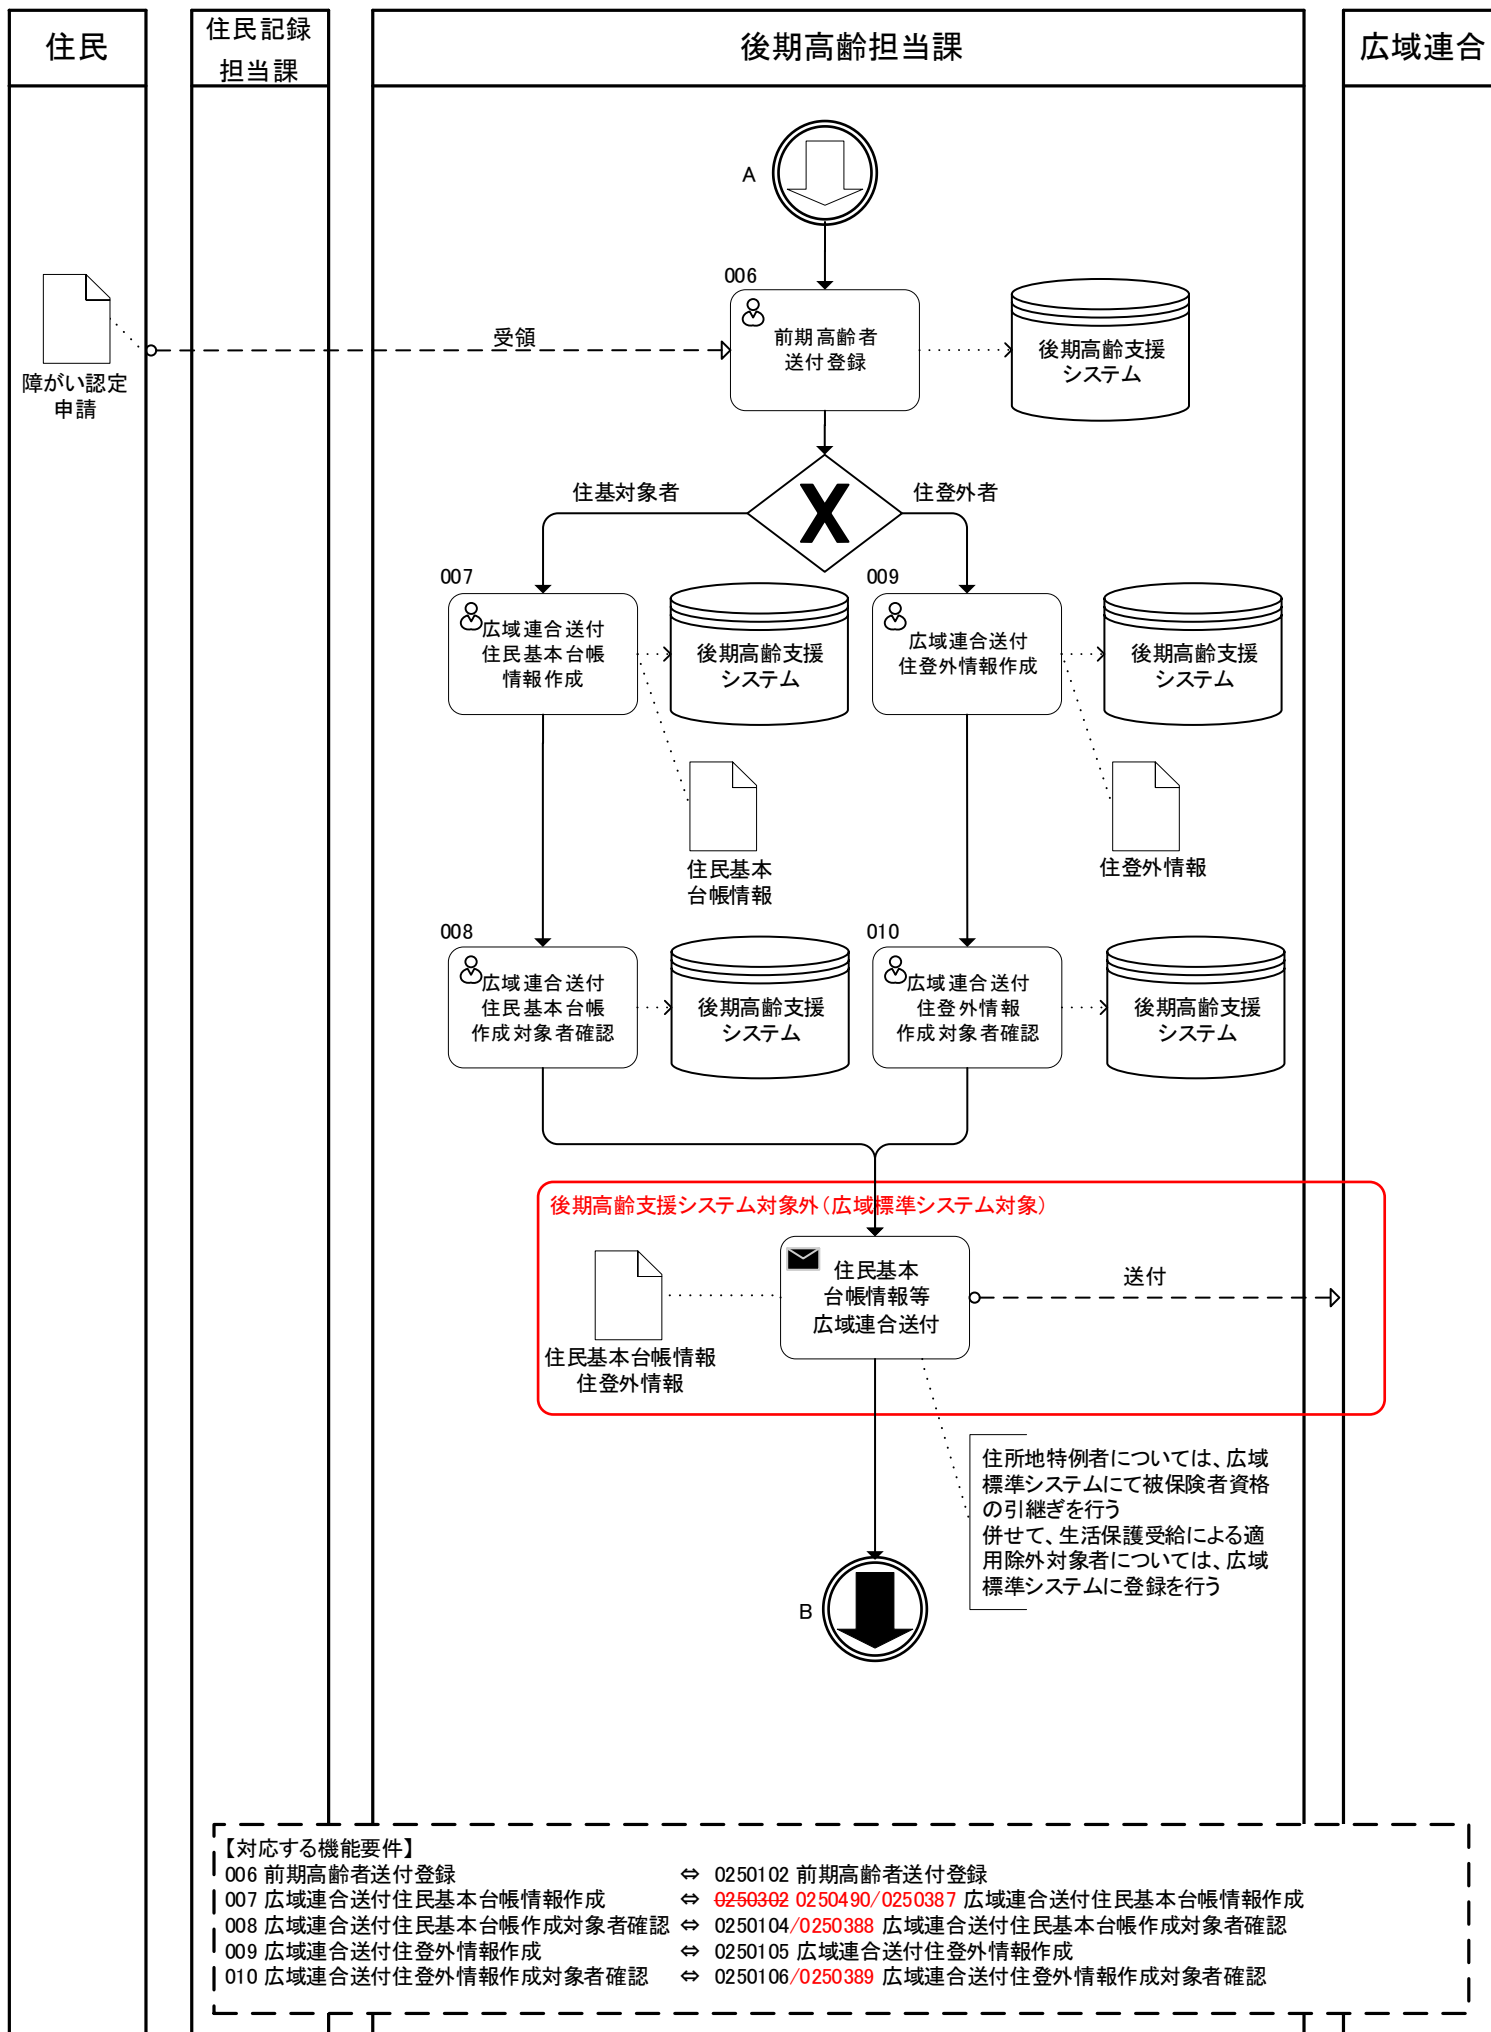 住民
住民記録
担当課
後期高齢担当課
広域連合
A
006
前期高齢者
送付登録
後期高齢支援
システム
受領
障がい認定
申請
住基対象者
住登外者
X
007
広域連合送付
住民基本台帳
情報作成
後期高齢支援
システム
009
広域連合送付
住登外情報作成
後期高齢支援
システム
住民基本
台帳情報
住登外情報
008
広域連合送付
住民基本台帳
作成対象者確認
後期高齢支援
システム
010
広域連合送付
住登外情報
作成対象者確認
後期高齢支援
システム
後期高齢支援システム対象外(広域標準システム対象)
住民基本
台帳情報等
広域連合送付
送付
住民基本台帳情報
住登外情報
住所地特例者については、広域
標準システムにて被保険者資格
の引継ぎを行う
併せて、生活保護受給による適
用除外対象者については、広域
標準システムに登録を行う
B
【対応する機能要件】
006 前期高齢者送付登録 ⇔ 0250102 前期高齢者送付登録
007 広域連合送付住民基本台帳情報作成 ⇔ 0250302 0250490/0250387 広域連合送付住民基本台帳情報作成
008 広域連合送付住民基本台帳作成対象者確認 ⇔ 0250104/0250388 広域連合送付住民基本台帳作成対象者確認
009 広域連合送付住登外情報作成 ⇔ 0250105 広域連合送付住登外情報作成
010 広域連合送付住登外情報作成対象者確認 ⇔ 0250106/0250389 広域連合送付住登外情報作成対象者確認